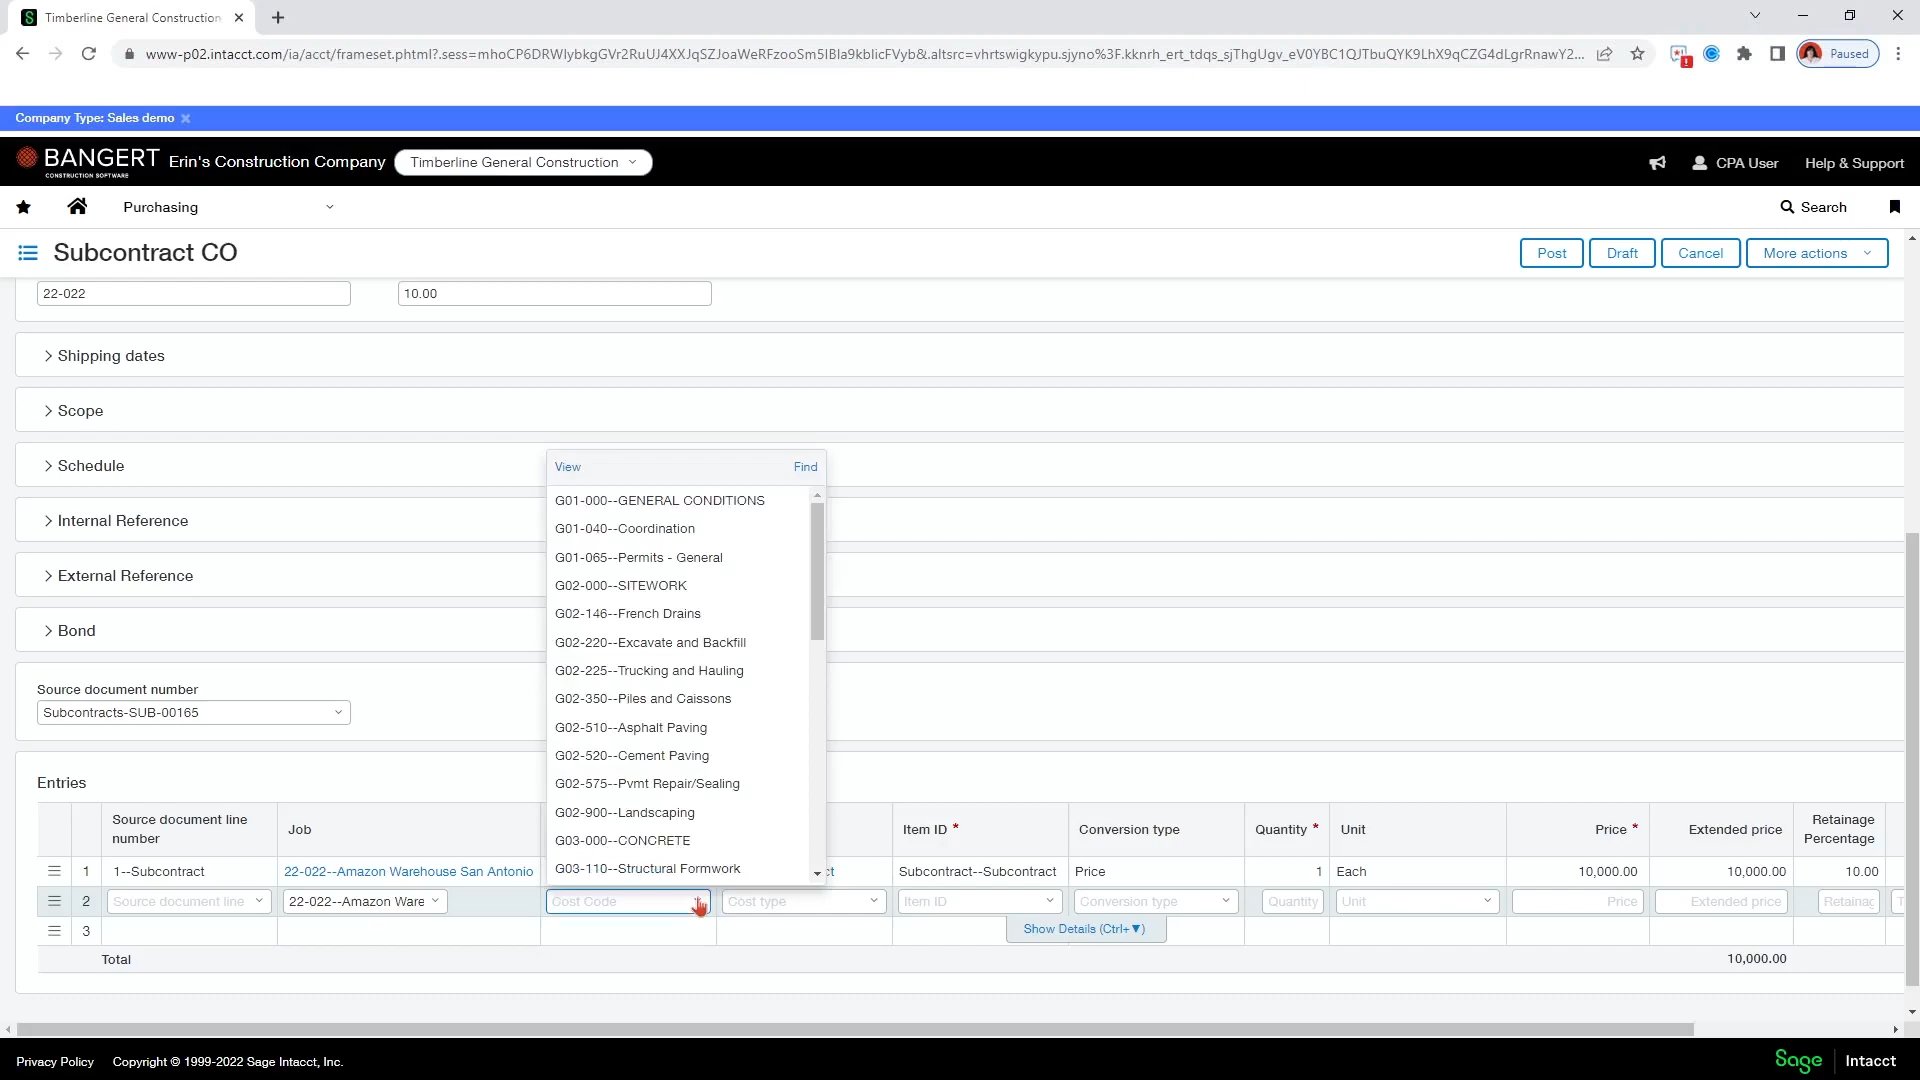 Timberline General Construction
www-p02.intacct.com/ia/acct/frameset.phtml?.sess=mhoCP6DRWIybkgGVr2RuUJ4XXJqSZJoaWeRFzooSm5IBla9kblicFVyb&.altsrc=vhrtswigkypu.sjyno%3F.kknrh_ert_tdqs_sjThgUgv_eV0YBC1QJTbuQYK9LhX9qCZG4dLgrRnawY2...
Paused
Company Type: Sales demo
BANGERT
CONSTRUCTION SOFTWARE
Erin's Construction Company
Timberline General Construction
CPA User
Help & Support
Purchasing
Search
Subcontract CO
Post
Draft
Cancel
More actions
22-022
10.00
Shipping dates
Scope
Schedule
Internal Reference
External Reference
Bond
View
Find
G01-000--GENERAL CONDITIONS
G01-040--Coordination
G01-065--Permits - General
G02-000--SITEWORK
G02-146--French Drains
G02-220--Excavate and Backfill
G02-225--Trucking and Hauling
G02-350--Piles and Caissons
G02-510--Asphalt Paving
G02-520--Cement Paving
G02-575--Pvmt Repair/Sealing
G02-900--Landscaping
G03-000--CONCRETE
G03-110--Structural Formwork
Source document number
Subcontracts-SUB-00165
Entries
Source document line number
Job
Item ID *
Conversion type
Quantity *
Unit
Price *
Extended price
Retainage Percentage
1 1--Subcontract 22-022--Amazon Warehouse San Antonio ct Subcontract--Subcontract Price 1 Each 10,000.00 10,000.00 10.00
2 Source document line 22-022--Amazon Ware Cost Code Cost type Item ID Conversion type Quantity Unit Price Extended price Retainag T
Show Details (Ctrl+▼)
3
Total 10,000.00
Privacy Policy
Copyright © 1999-2022 Sage Intacct, Inc.
Sage Intacct